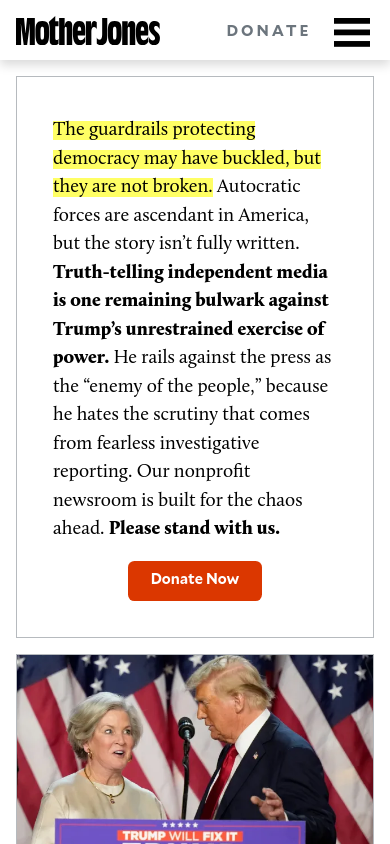 Mother Jones
DONATE
The guardrails protecting
democracy may have buckled, but
they are not broken. Autocratic
forces are ascendant in America,
but the story isn’t fully written.
Truth-telling independent media
is one remaining bulwark against
Trump’s unrestrained exercise of
power. He rails against the press as
the “enemy of the people,” because
he hates the scrutiny that comes
from fearless investigative
reporting. Our nonprofit
newsroom is built for the chaos
ahead. Please stand with us.
Donate Now
TRUMP WILL FIX IT